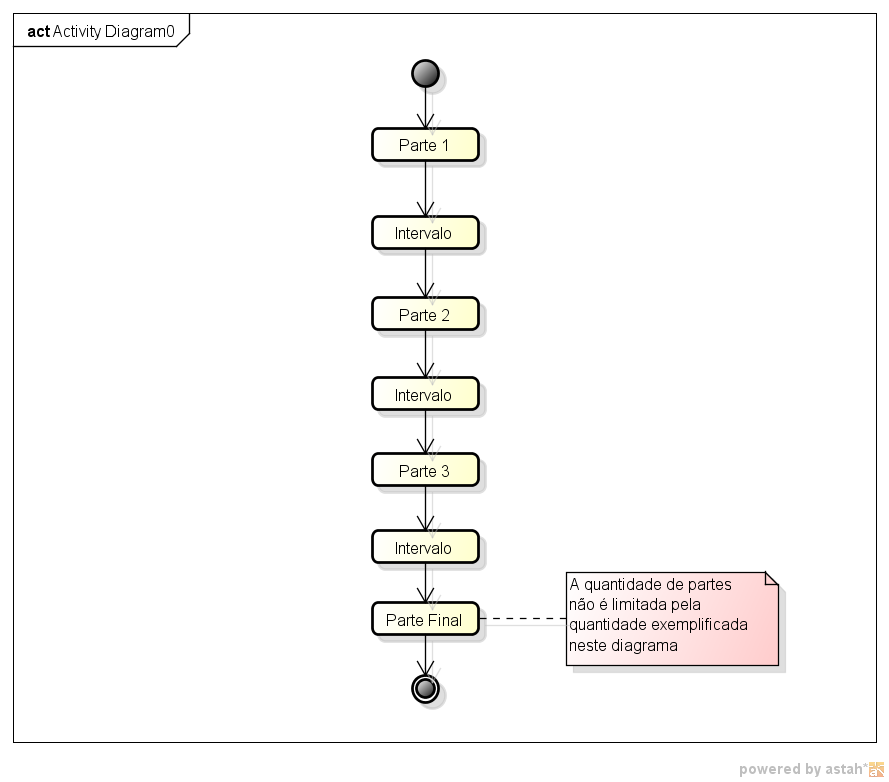 act Activity Diagram0
Parte 1
Intervalo
Parte 2
Intervalo
Parte 3
Intervalo
Parte Final
A quantidade de partes
não é limitada pela
quantidade exemplificada
neste diagrama
powered by astah*